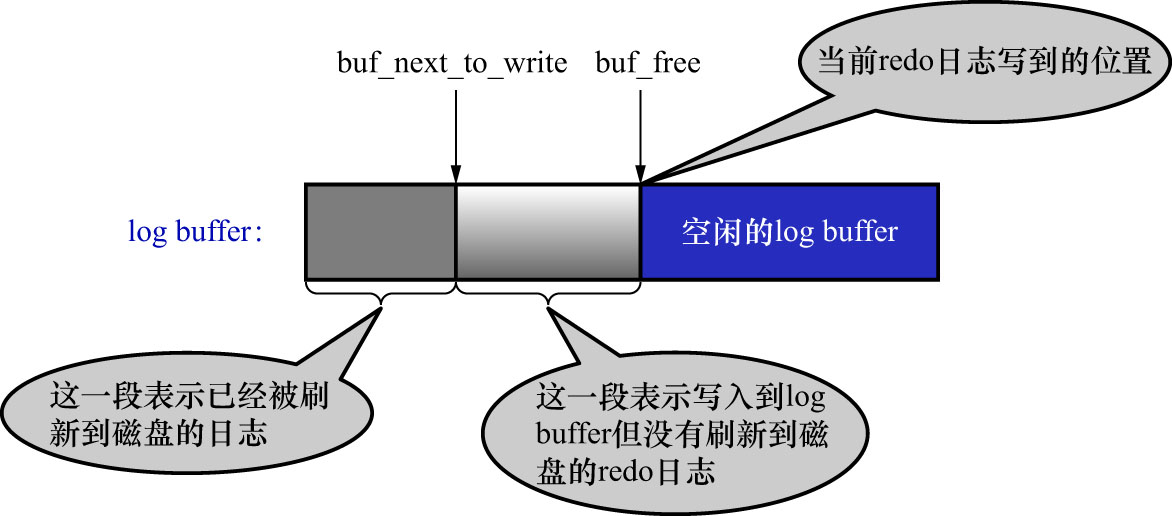 buf_next_to_write
buf_free
当前redo日志写到的位置
log buffer：
空闲的log buffer
这一段表示已经被刷
新到磁盘的日志
这一段表示写入到log
buffer但没有刷新到磁
盘的redo日志